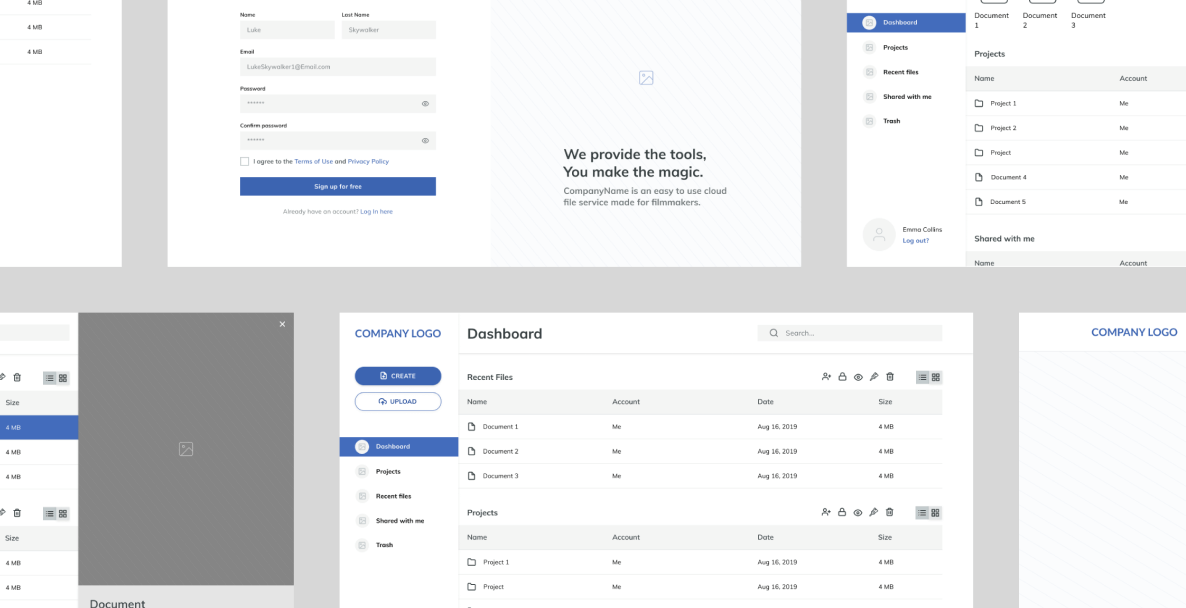 4 MB
4 MB
4 MB
Name Last Name
Luke Skywalker
Email
LukeSkywalker1@Email.com
Password
******
Confirm password
******
I agree to the Terms of Use and Privacy Policy
Sign up for free
Already have an account? Log In here
We provide the tools,
You make the magic.
CompanyName is an easy to use cloud
file service made for filmmakers.
Dashboard
Projects
Recent files
Shared with me
Trash
Emma Collins
Log out?
Document 1
Document 2
Document 3
Projects
Name Account
Project 1 Me
Project 2 Me
Project Me
Document 4 Me
Document 5 Me
Shared with me
Name Account
Size
4 MB
4 MB
4 MB
Size
4 MB
4 MB
Document
COMPANY LOGO
CREATE
UPLOAD
Dashboard
Projects
Recent files
Shared with me
Trash
Dashboard
Search...
Recent Files
Name Account Date Size
Document 1 Me Aug 16, 2019 4 MB
Document 2 Me Aug 16, 2019 4 MB
Document 3 Me Aug 16, 2019 4 MB
Projects
Name Account Date Size
Project 1 Me Aug 16, 2019 4 MB
Project Me Aug 16, 2019 4 MB
COMPANY LOGO